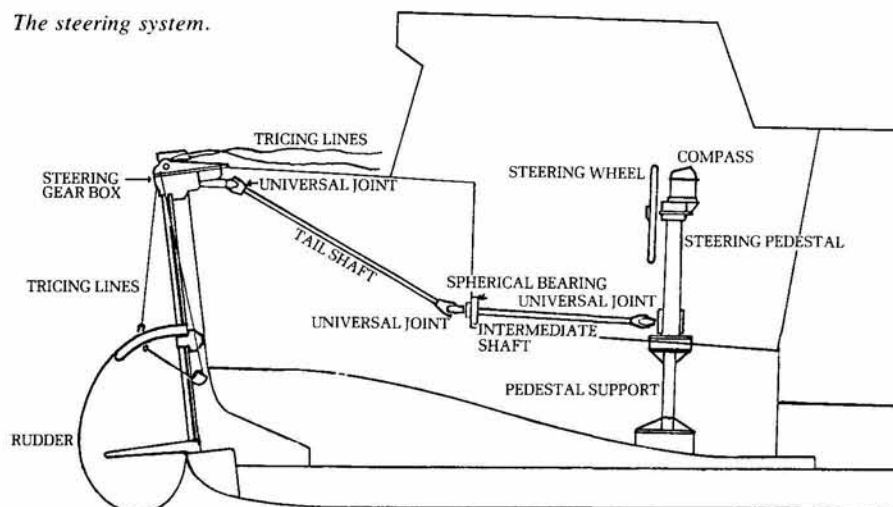 The steering system.
TRICING LINES
STEERING
GEAR BOX
UNIVERSAL JOINT
STEERING WHEEL
COMPASS
TAIL SHAFT
STEERING PEDESTAL
TRICING LINES
SPHERICAL BEARING
UNIVERSAL JOINT
UNIVERSAL JOINT
INTERMEDIATE
SHAFT
PEDESTAL SUPPORT
RUDDER